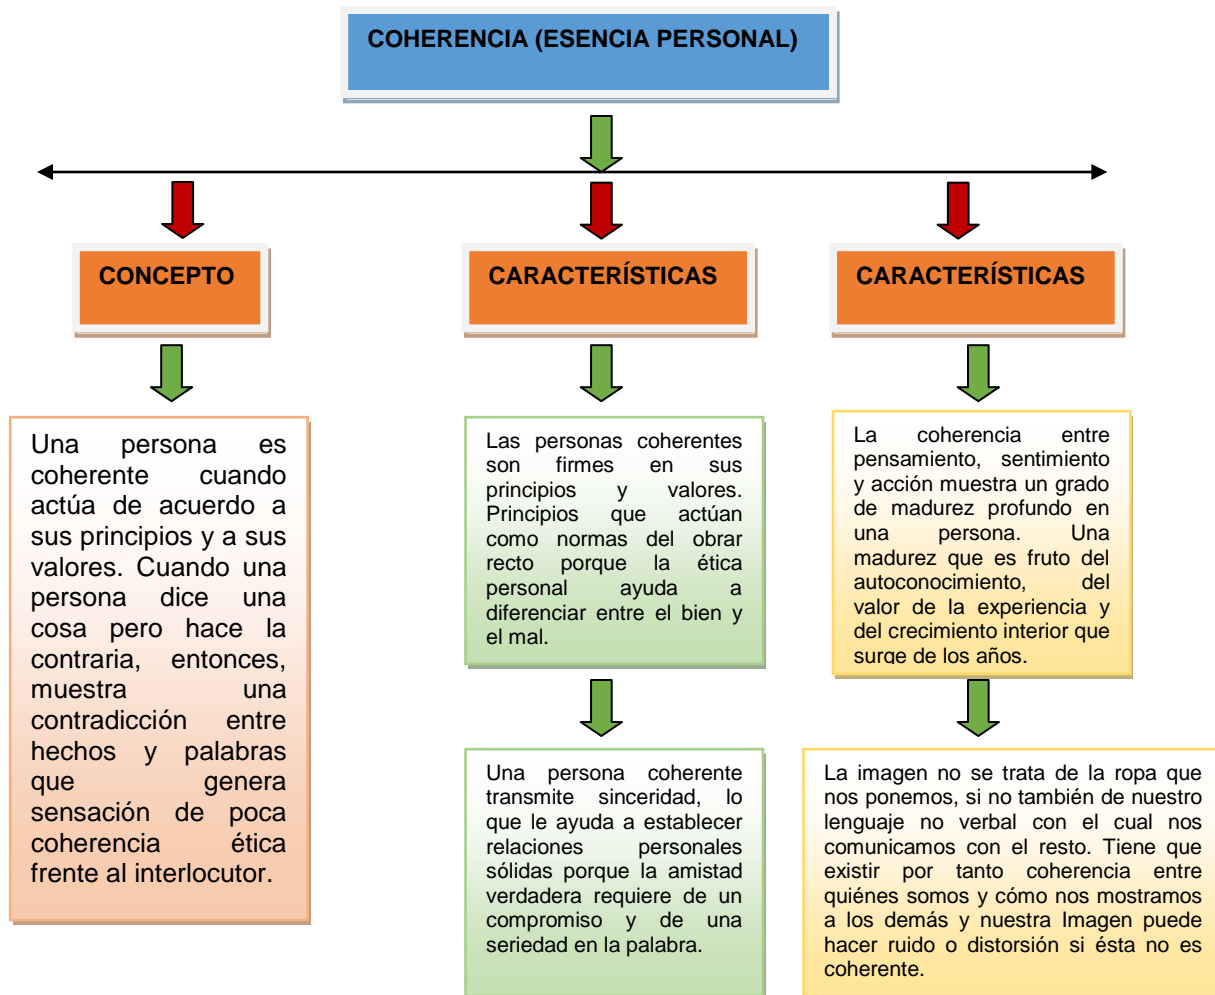 COHERENCIA (ESENCIA PERSONAL)
CONCEPTO
Una persona es
coherente cuando
actúa de acuerdo a
sus principios y a sus
valores. Cuando una
persona dice una
cosa pero hace la
contraria, entonces,
muestra una
contradicción entre
hechos y palabras
que genera
sensación de poca
coherencia ética
frente al interlocutor.
CARACTERÍSTICAS
Las personas coherentes
son firmes en sus
principios y valores.
Principios que actúan
como normas del obrar
recto porque la ética
personal ayuda a
diferenciar entre el bien y
el mal.
Una persona coherente
transmite sinceridad, lo
que le ayuda a establecer
relaciones personales
sólidas porque la amistad
verdadera requiere de un
compromiso y de una
seriedad en la palabra.
CARACTERÍSTICAS
La coherencia entre
pensamiento, sentimiento
y acción muestra un grado
de madurez profundo en
una persona. Una
madurez que es fruto del
autoconocimiento, del
valor de la experiencia y
del crecimiento interior que
surge de los años.
La imagen no se trata de la ropa que
nos ponemos, si no también de nuestro
lenguaje no verbal con el cual nos
comunicamos con el resto. Tiene que
existir por tanto coherencia entre
quiénes somos y cómo nos mostramos
a los demás y nuestra Imagen puede
hacer ruido o distorsión si ésta no es
coherente.